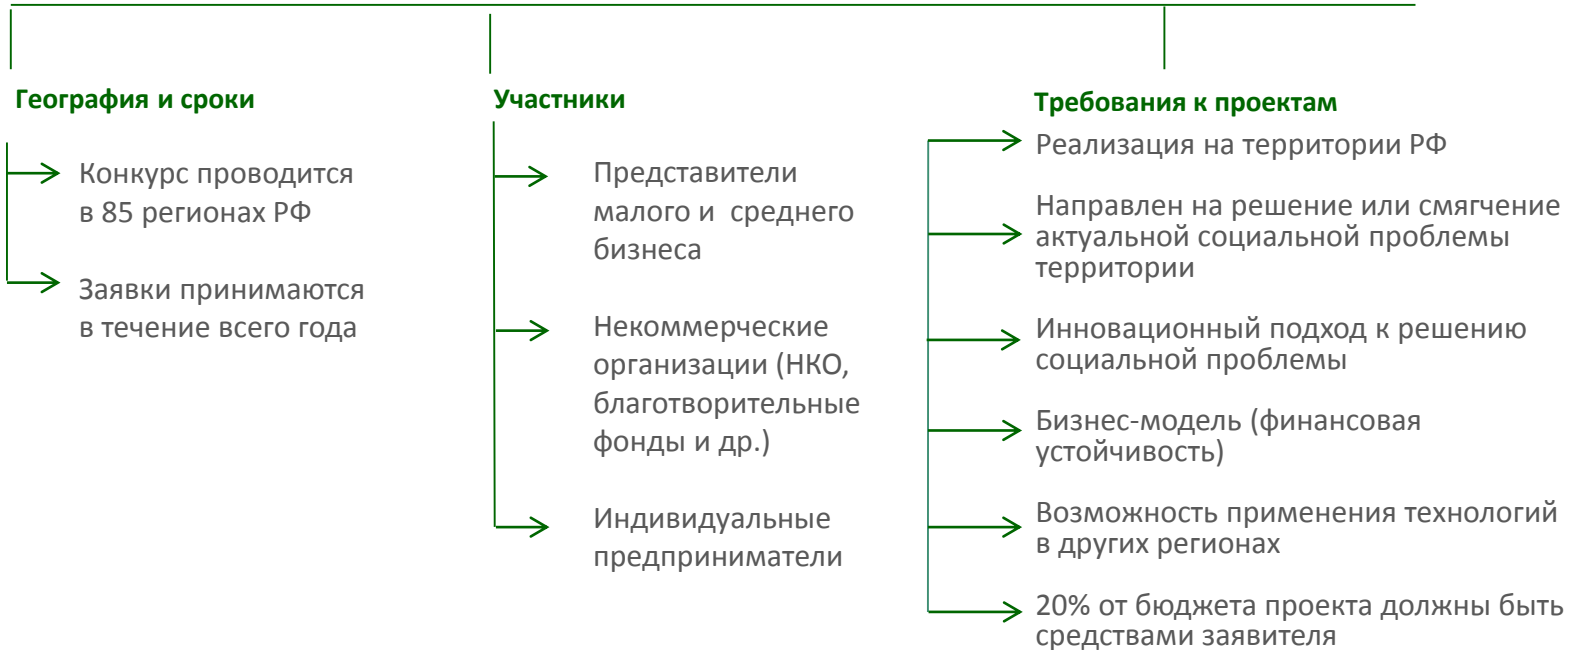 География и сроки
Конкурс проводится
в 85 регионах РФ
Заявки принимаются
в течение всего года
Участники
Представители
малого и среднего
бизнеса
Некоммерческие
организации (НКО,
благотворительные
фонды и др.)
Индивидуальные
предприниматели
Требования к проектам
Реализация на территории РФ
Направлен на решение или смягчение
актуальной социальной проблемы
территории
Инновационный подход к решению
социальной проблемы
Бизнес-модель (финансовая
устойчивость)
Возможность применения технологий
в других регионах
20% от бюджета проекта должны быть
средствами заявителя